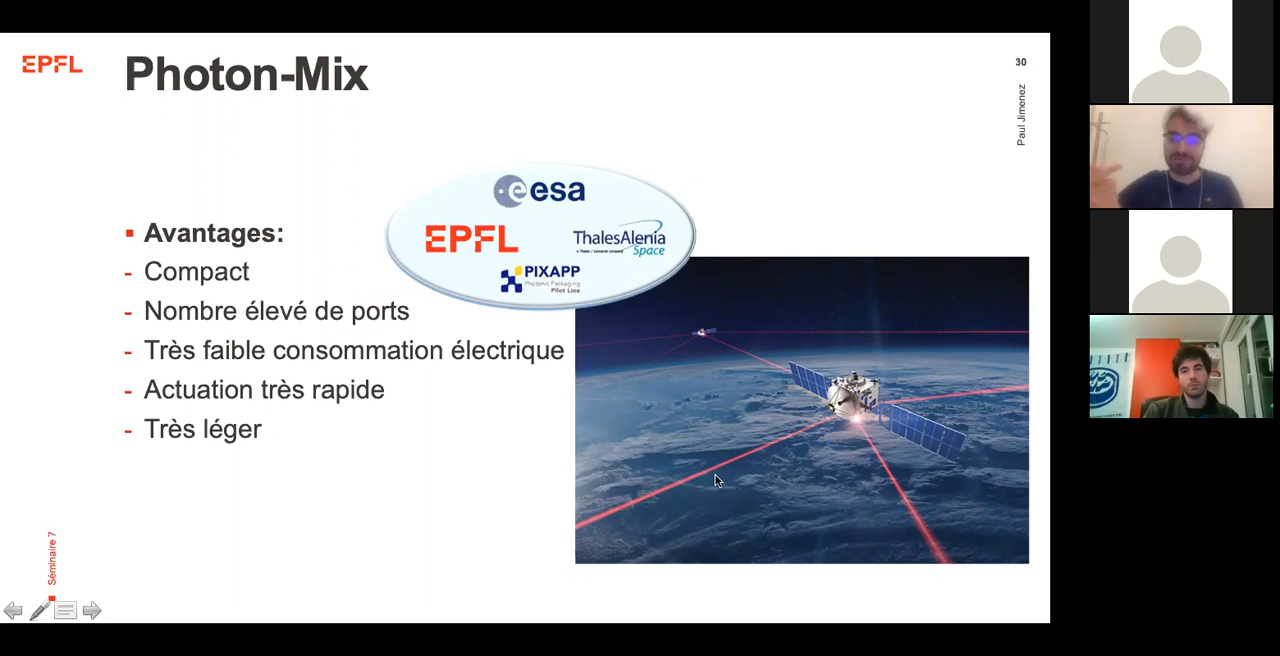 EPFL
Photon-Mix
30
Paul Jimenez
esa
EPFL
ThalesAlenia
Space
PIXAPP
Photonic Packaging
Pilot Line
Avantages:
- Compact
- Nombre élevé de ports
- Très faible consommation électrique
- Actuation très rapide
- Très léger
Séminaire 7